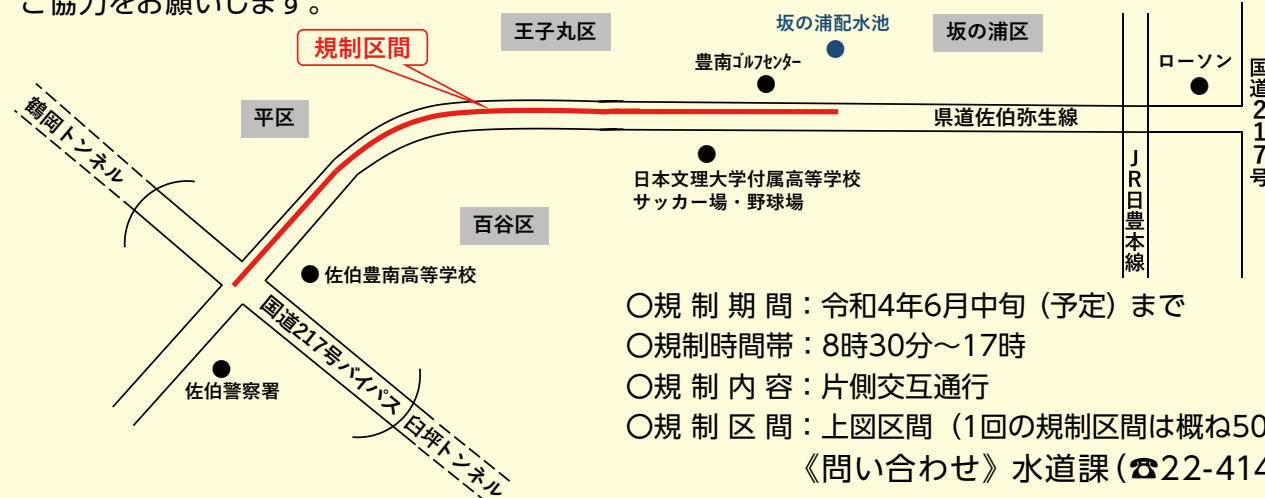 ご協力をお願いします。
規制区間
王子丸区
坂の浦配水池
坂の浦区
豊南ゴルフセンター
ローソン
国道217号
平区
県道佐伯弥生線
鶴岡トンネル
日本文理大学付属高等学校
サッカー場・野球場
JR日豊本線
百谷区
佐伯豊南高等学校
国道217号バイパス
臼坪トンネル
佐伯警察署
〇規制期間：令和4年6月中旬（予定）まで
〇規制時間帯：8時30分～17時
〇規制内容：片側交互通行
〇規制区間：上図区間（1回の規制区間は概ね50
《問い合わせ》水道課（☎22-414